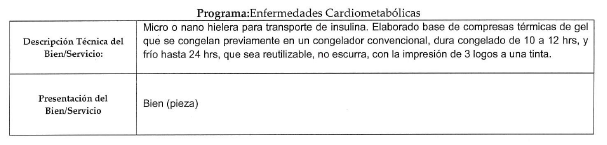 Programa:Enfermedades Cardiometabólicas
Descripción Técnica del
Bien/Servicio:
Micro o nano hielera para transporte de insulina. Elaborado base de compresas térmicas de gel
que se congelan previamente en un congelador convencional, dura congelado de 10 a 12 hrs, y
frío hasta 24 hrs, que sea reutilizable, no escurra, con la impresión de 3 logos a una tinta.
Presentación del
Bien/Servicio
Bien (pieza)